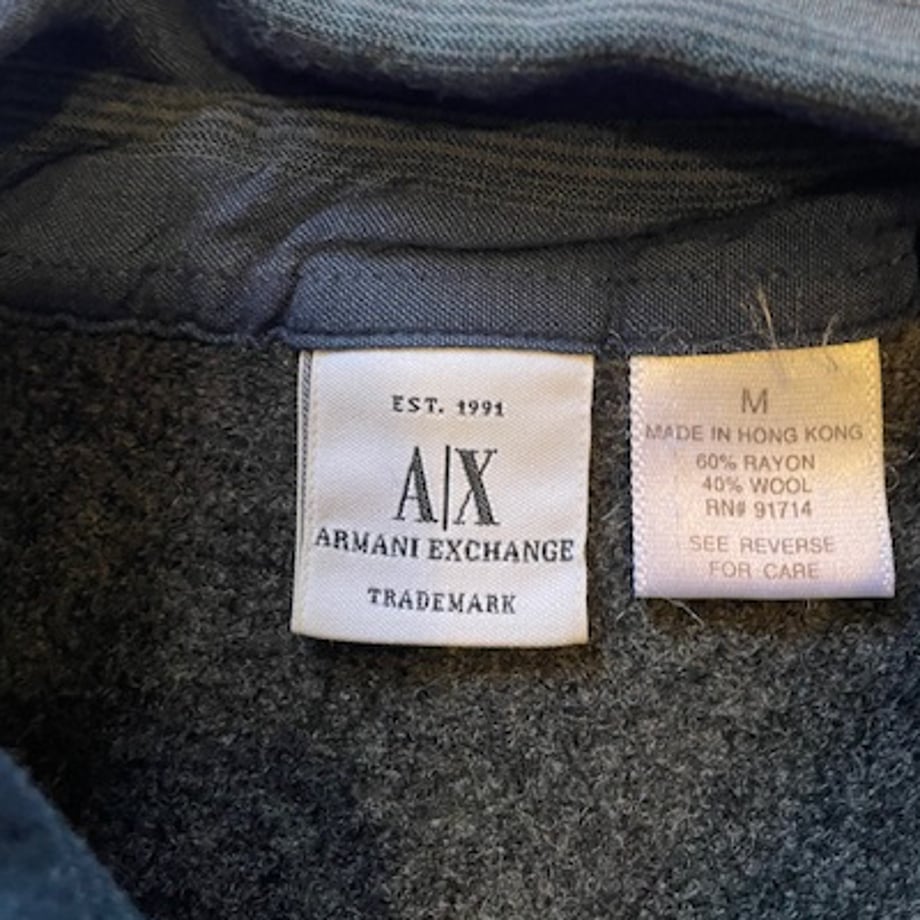 EST. 1991
A|X
ARMANI EXCHANGE
TRADEMARK
M
MADE IN HONG KONG
60% RAYON
40% WOOL
RN# 91714
SEE REVERSE
FOR CARE